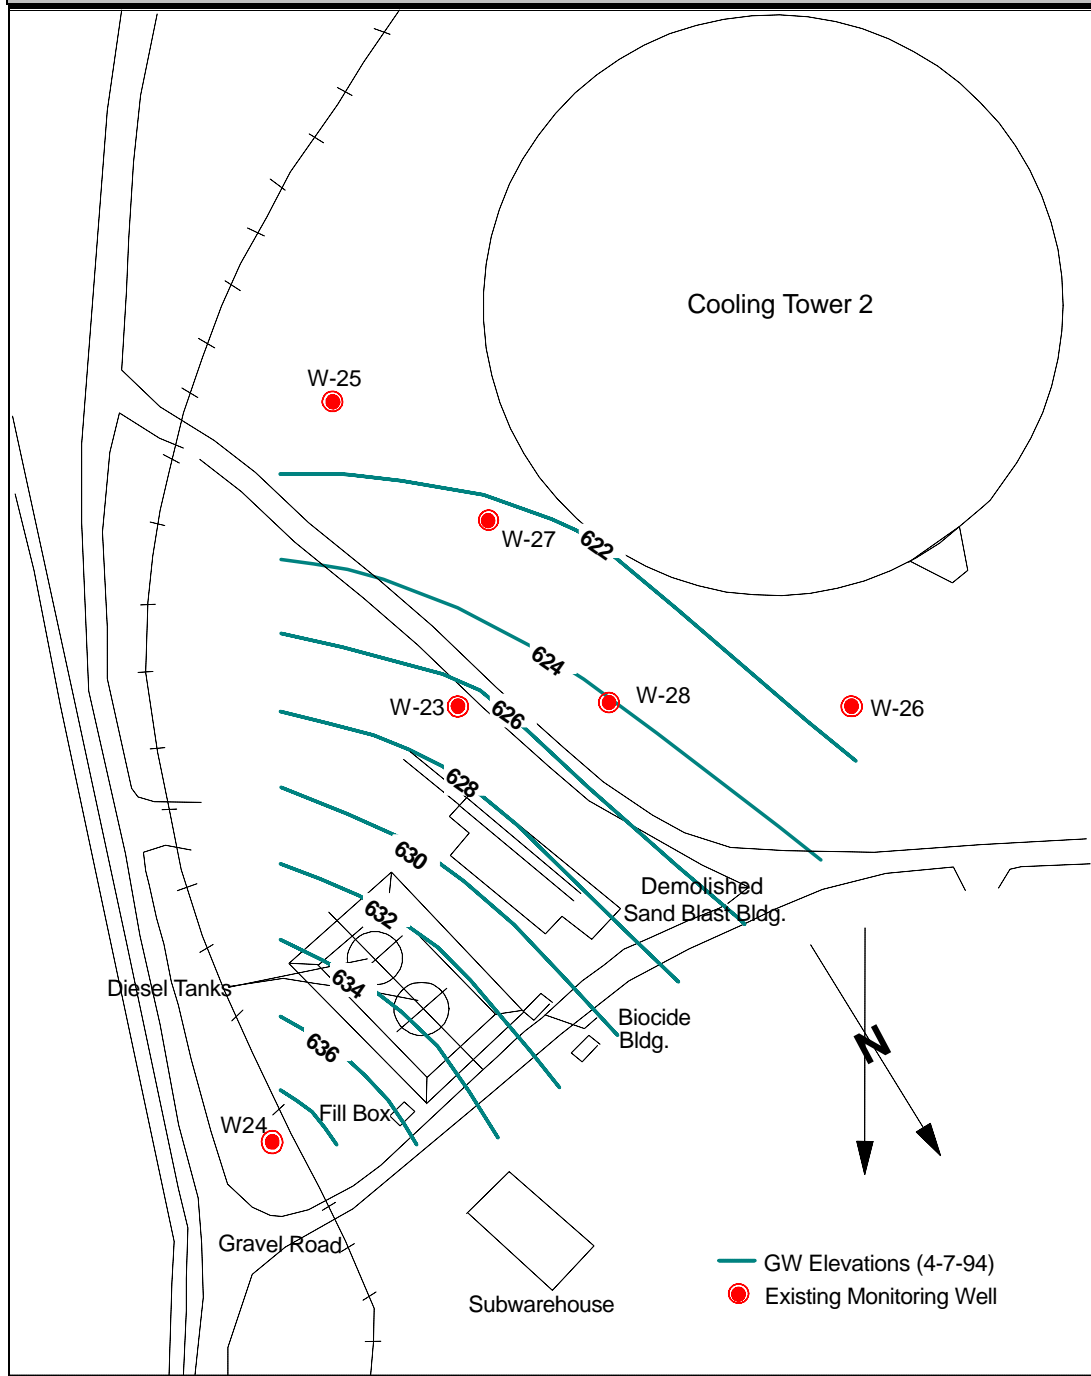 Cooling Tower 2
W-25
W-27
622
624
W-28
W-23
626
W-26
628
630
Demolished
Sand Blast Bldg.
632
634
Diesel Tanks
Biocide
Bldg.
636
N
Fill Box
W24
Gravel Road
GW Elevations (4-7-94)
Existing Monitoring Well
Subwarehouse